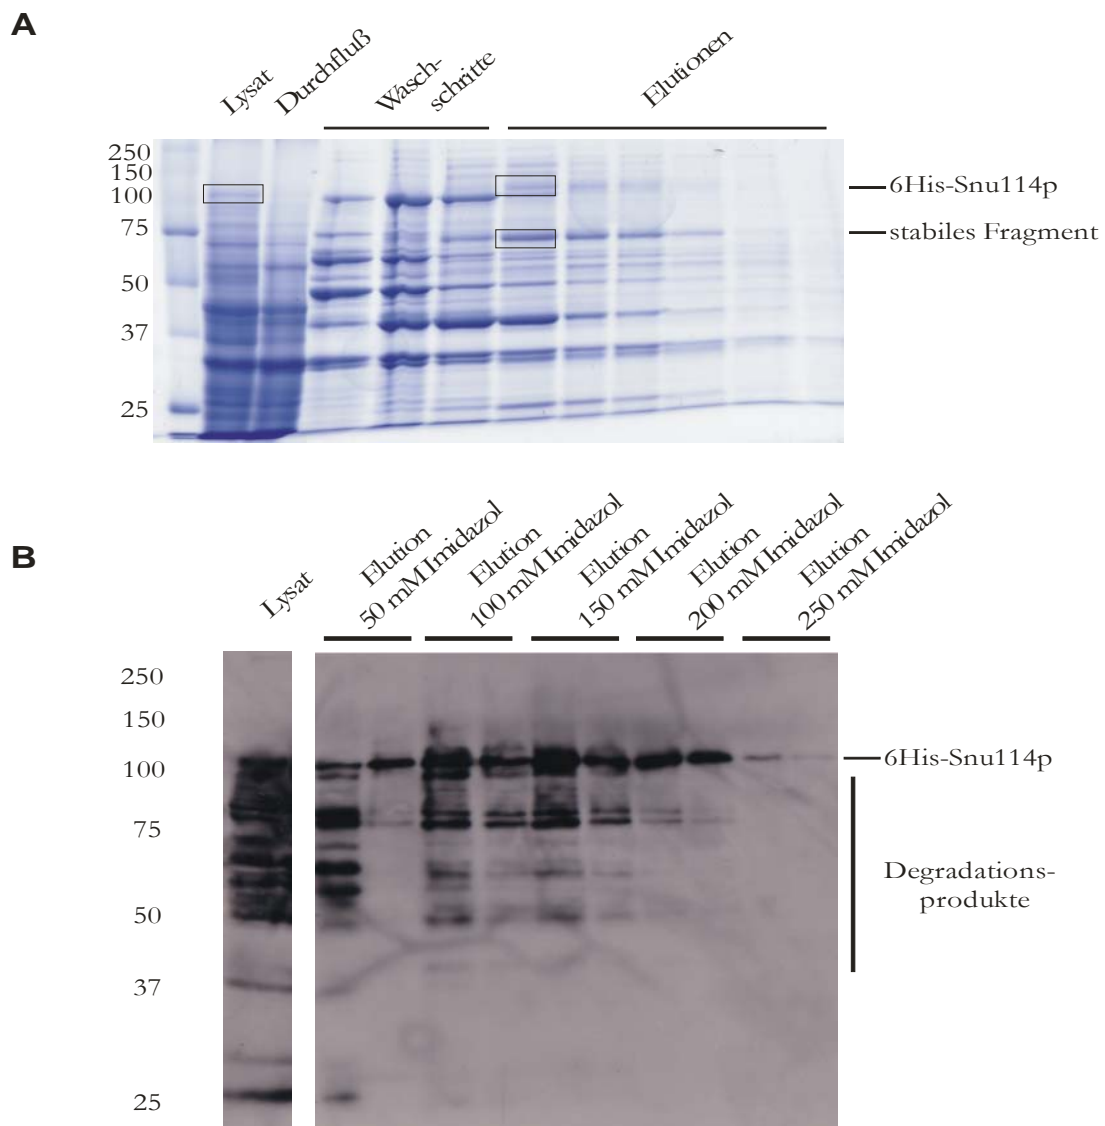 A
Lysat
Durchfluß
Wasch-
schritte
Elutionen
250
150
100
75
50
37
25
6His-Snu114p
stabiles Fragment
B
Lysat
Elution
50 mM Imidazol
Elution
100 mM Imidazol
Elution
150 mM Imidazol
Elution
200 mM Imidazol
Elution
250 mM Imidazol
250
150
100
75
50
37
25
6His-Snu114p
Degradations-
produkte